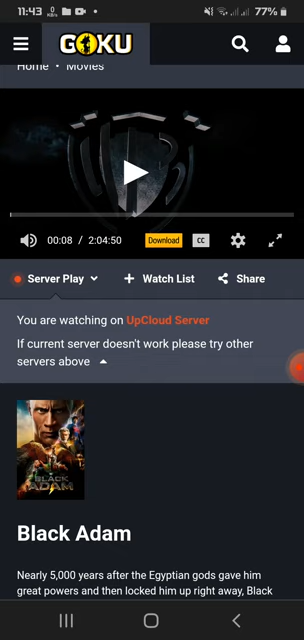 11:43 0 KB/s 77%
GOKU
Home • Movies
00:08 / 2:04:50 Download CC
Server Play Watch List Share
You are watching on UpCloud Server
If current server doesn't work please try other
servers above
BLACK
ADAM
Black Adam
Nearly 5,000 years after the Egyptian gods gave him
great powers and then locked him up right away, Black